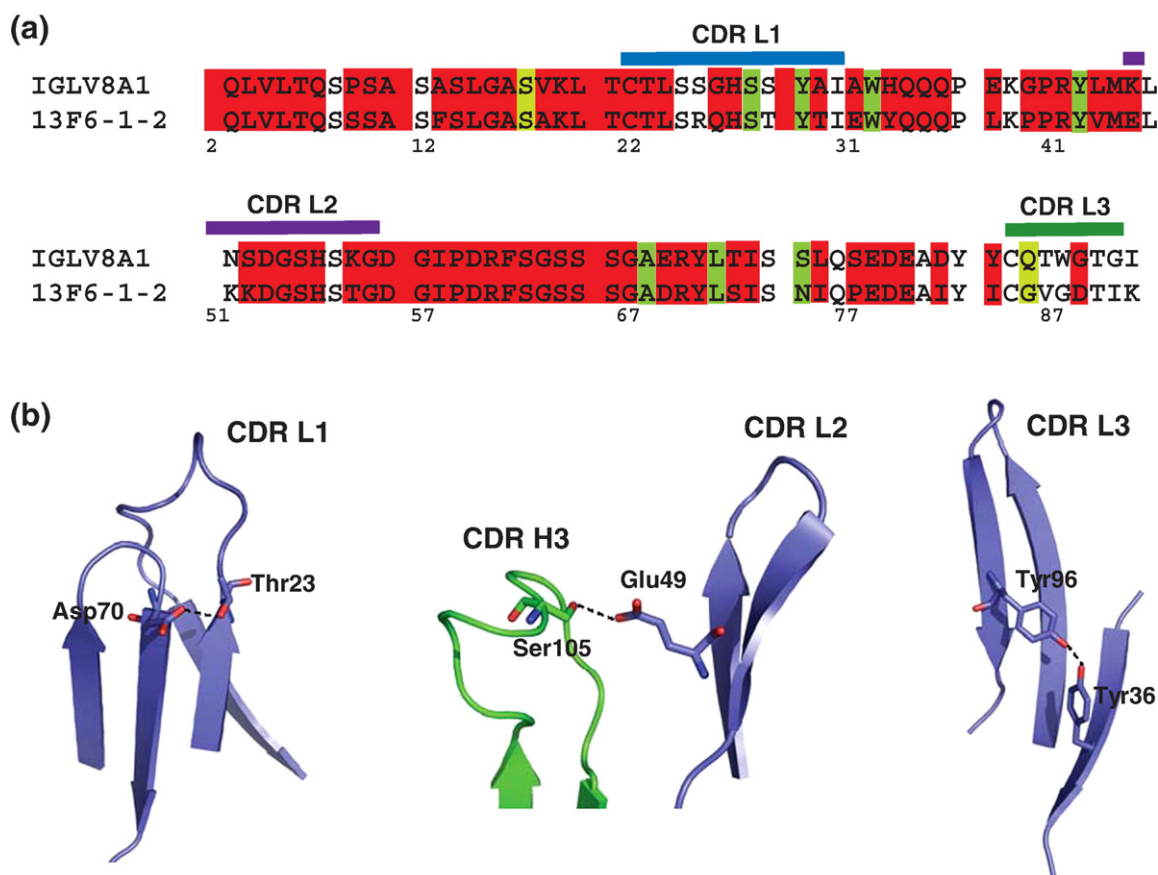 (a)
CDR L1
IGLV8A1 QLVLTQSPSA SASLGASVKL TCTLSSGHSS YAIAWHQQQP EKGPRYLMKL
13F6-1-2 QLVLTQSSSA SFSLGASAKL TCTLSRQHST YTIEWYQQQP LKPPRYVMEL
2 12 22 31 41
CDR L2 CDR L3
IGLV8A1 NSDGSHSKGD GIPDRFSGSS SGAERYLTIS SLQSEDEADY YCQTWGTGI
13F6-1-2 KKDGSHSTGD GIPDRFSGSS SGADRYLSIS NIQPEDEAIY ICGVGDTIK
51 57 67 77 87
(b)
CDR L1
Thr23
Asp70
CDR H3
Ser105
CDR L2
Glu49
CDR L3
Tyr96
Tyr36